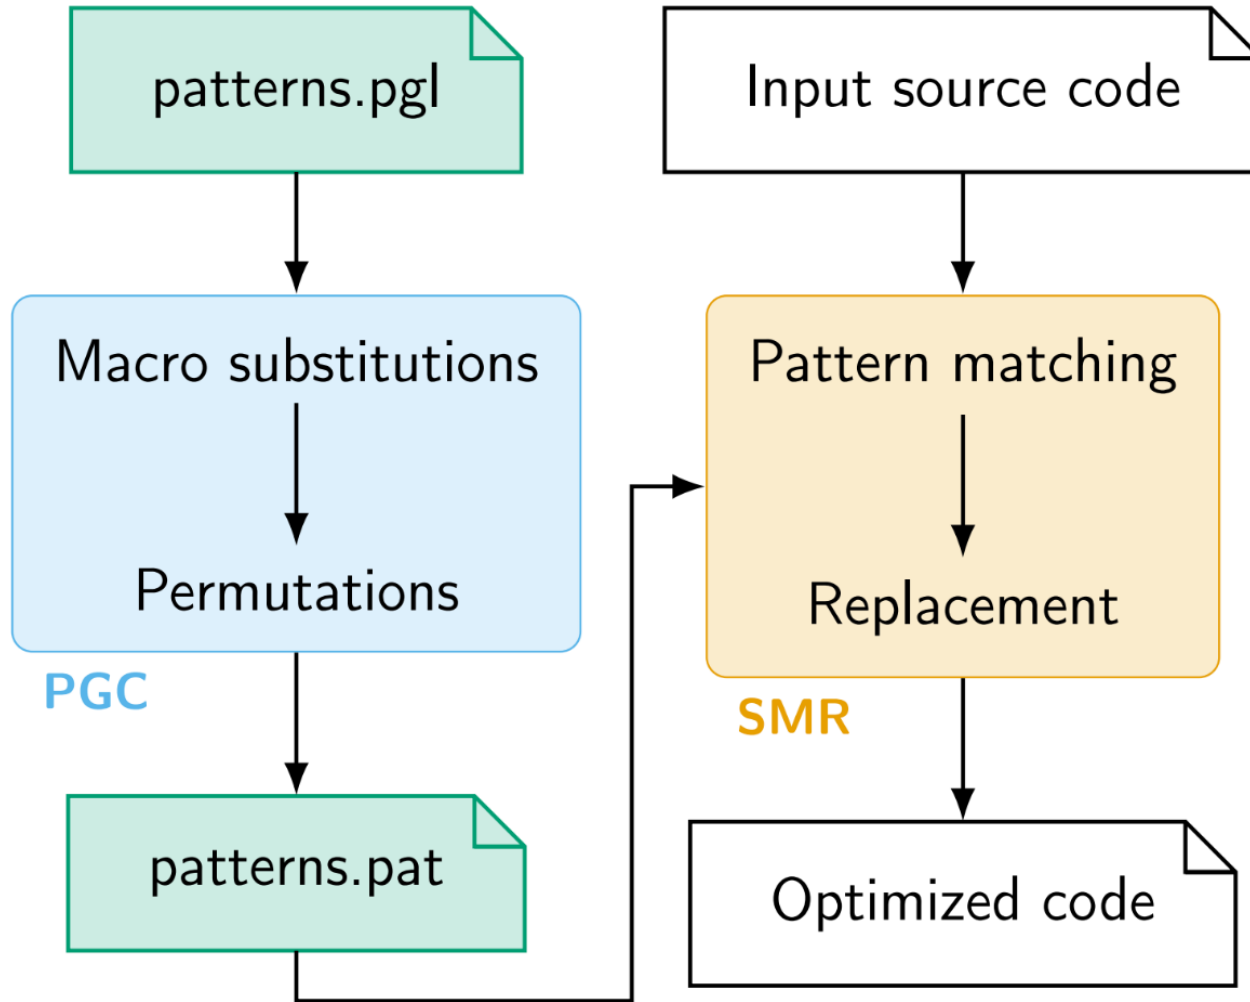 patterns.pgl
Macro substitutions
Permutations
PGC
patterns.pat
Input source code
Pattern matching
Replacement
SMR
Optimized code